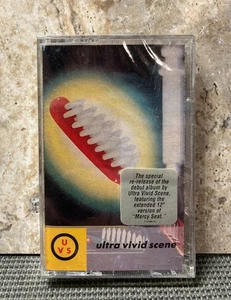 The special
re-release of the
debut album by
Ultra Vivid Scene,
featuring the
extended 12"
version of
"Mercy Seat.
U
V S
ultra vivid scene